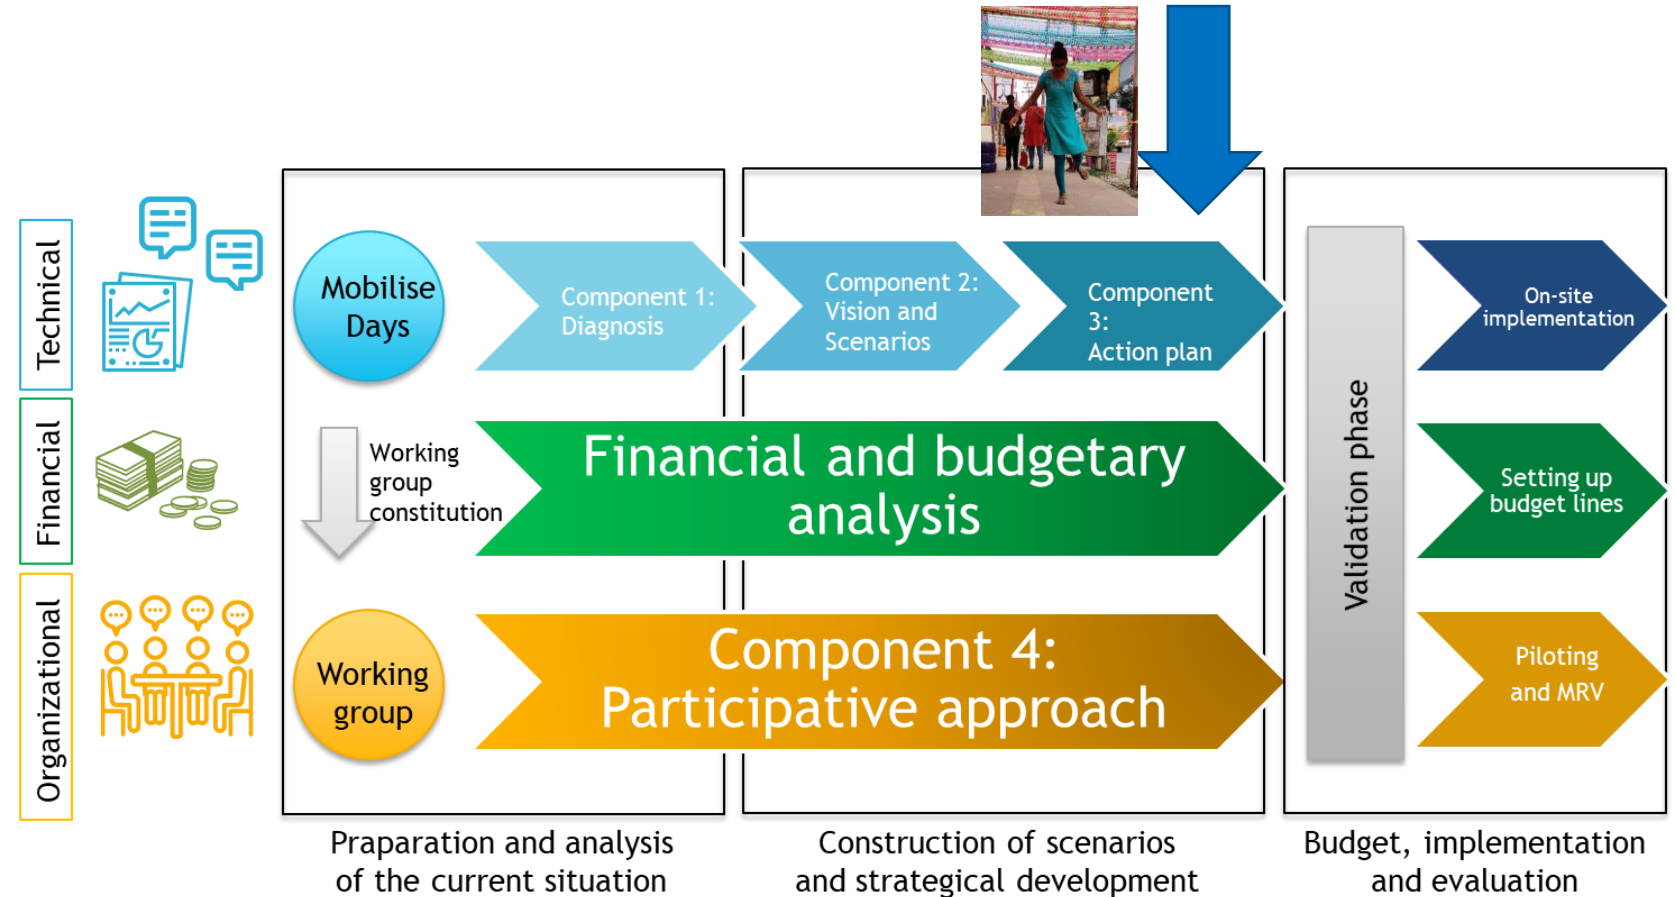 Technical
Financial
Organizational
Mobilise
Days
Component 1:
Diagnosis
Component 2:
Vision and
Scenarios
Component
3:
Action plan
Working
group
constitution
Financial and budgetary
analysis
Working
group
Component 4:
Participative approach
Validation phase
On-site
implementation
Setting up
budget lines
Piloting
and MRV
Praparation and analysis
of the current situation
Construction of scenarios
and strategical development
Budget, implementation
and evaluation